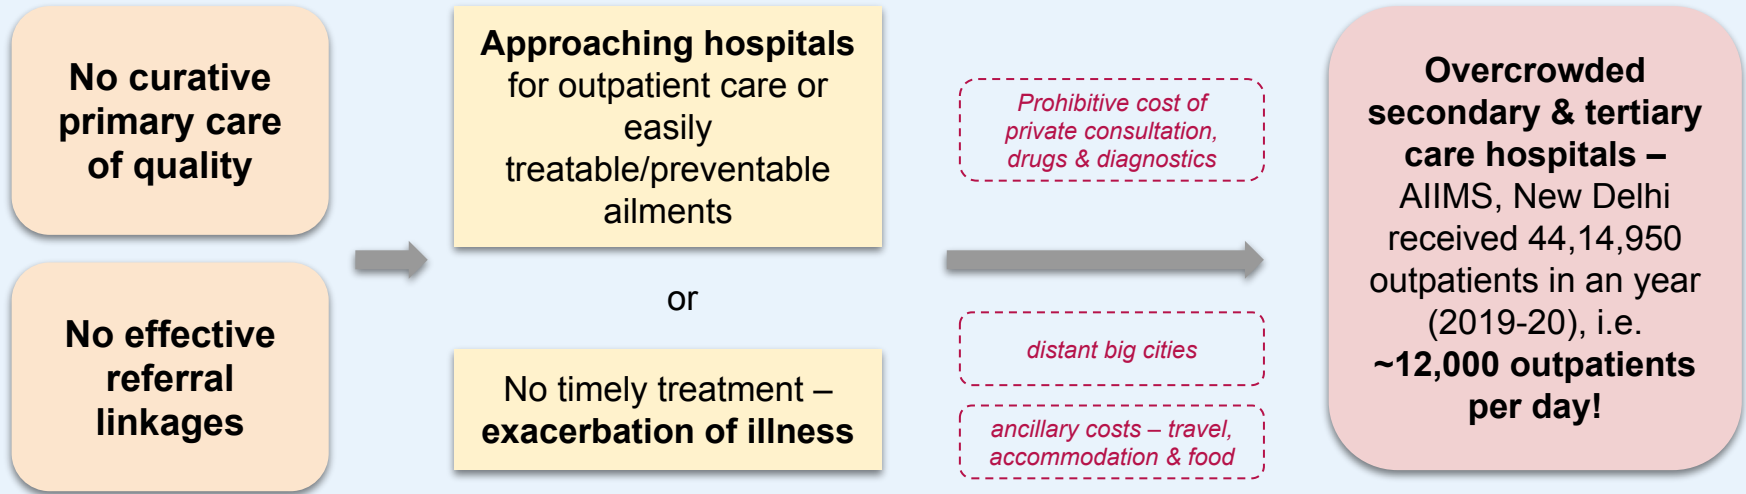 No curative
primary care
of quality
No effective
referral
linkages
Approaching hospitals
for outpatient care or
easily
treatable/preventable
ailments
or
No timely treatment –
exacerbation of illness
Prohibitive cost of
private consultation,
drugs & diagnostics
distant big cities
ancillary costs – travel,
accommodation & food
Overcrowded
secondary & tertiary
care hospitals –
AIIMS, New Delhi
received 44,14,950
outpatients in an year
(2019-20), i.e.
~12,000 outpatients
per day!